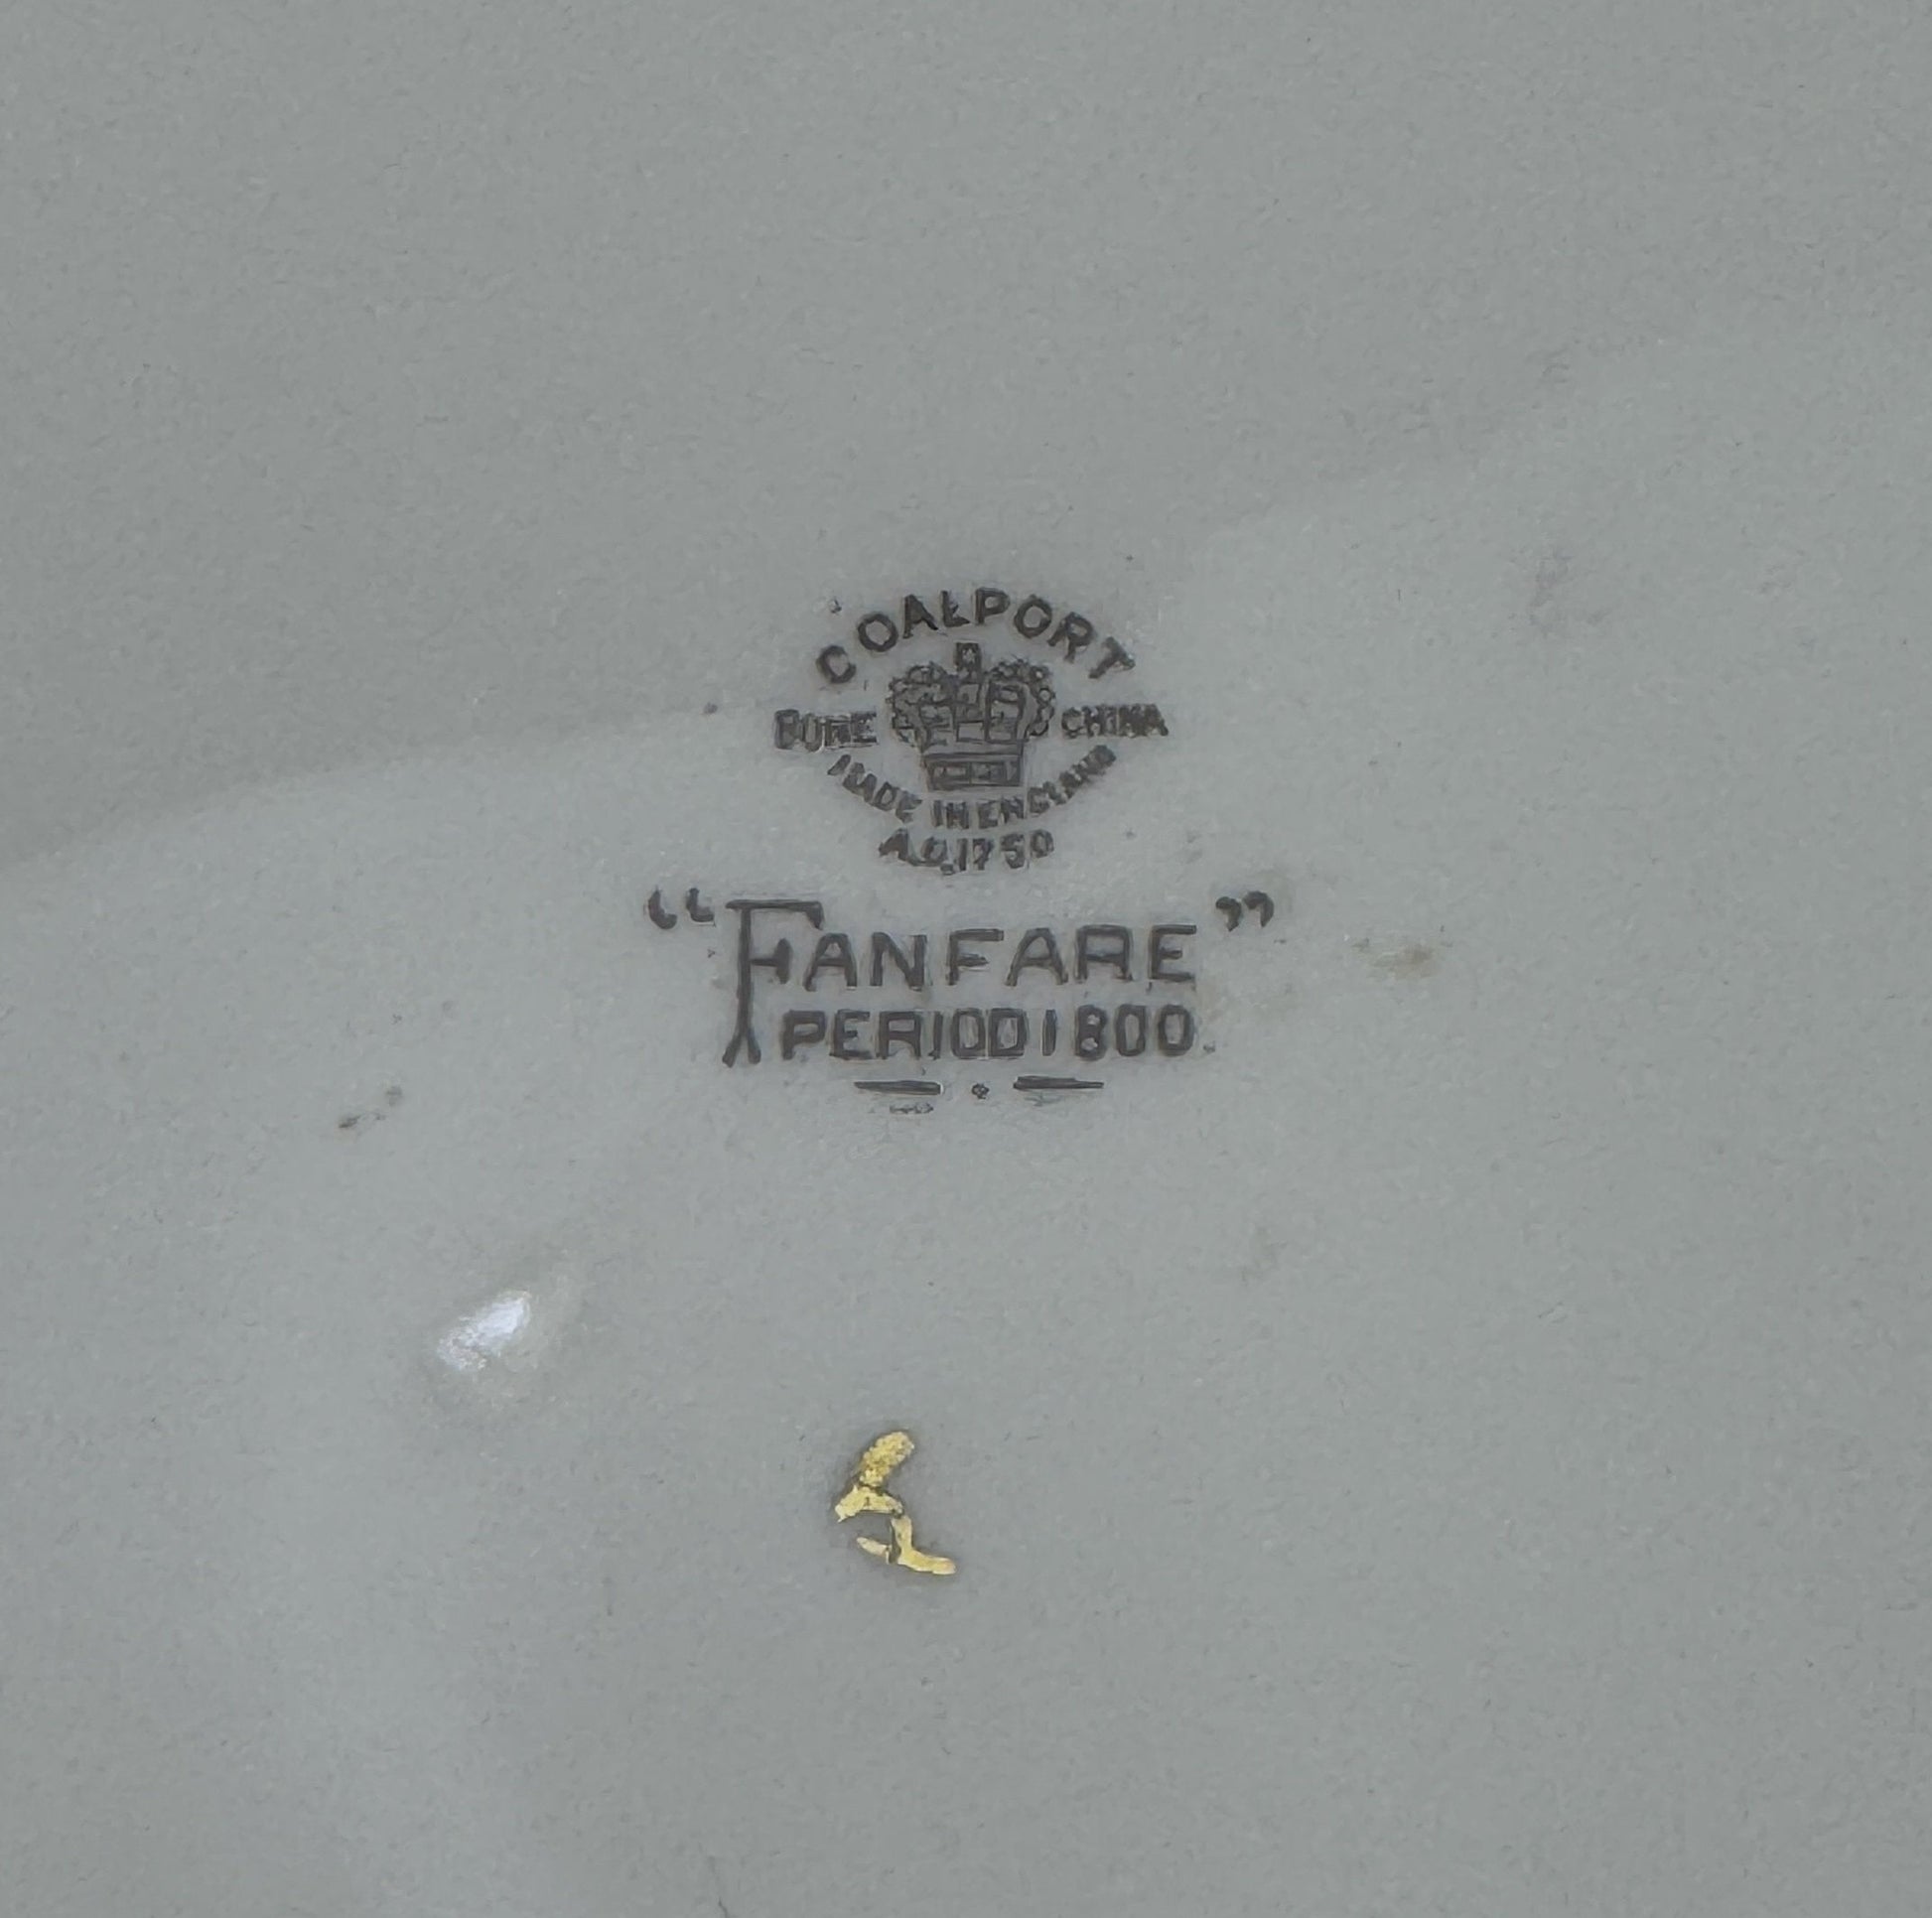 COALPORT
BONE CHINA
MADE IN ENGLAND
A.D.1750
“FANFARE”
PERIOD 1800